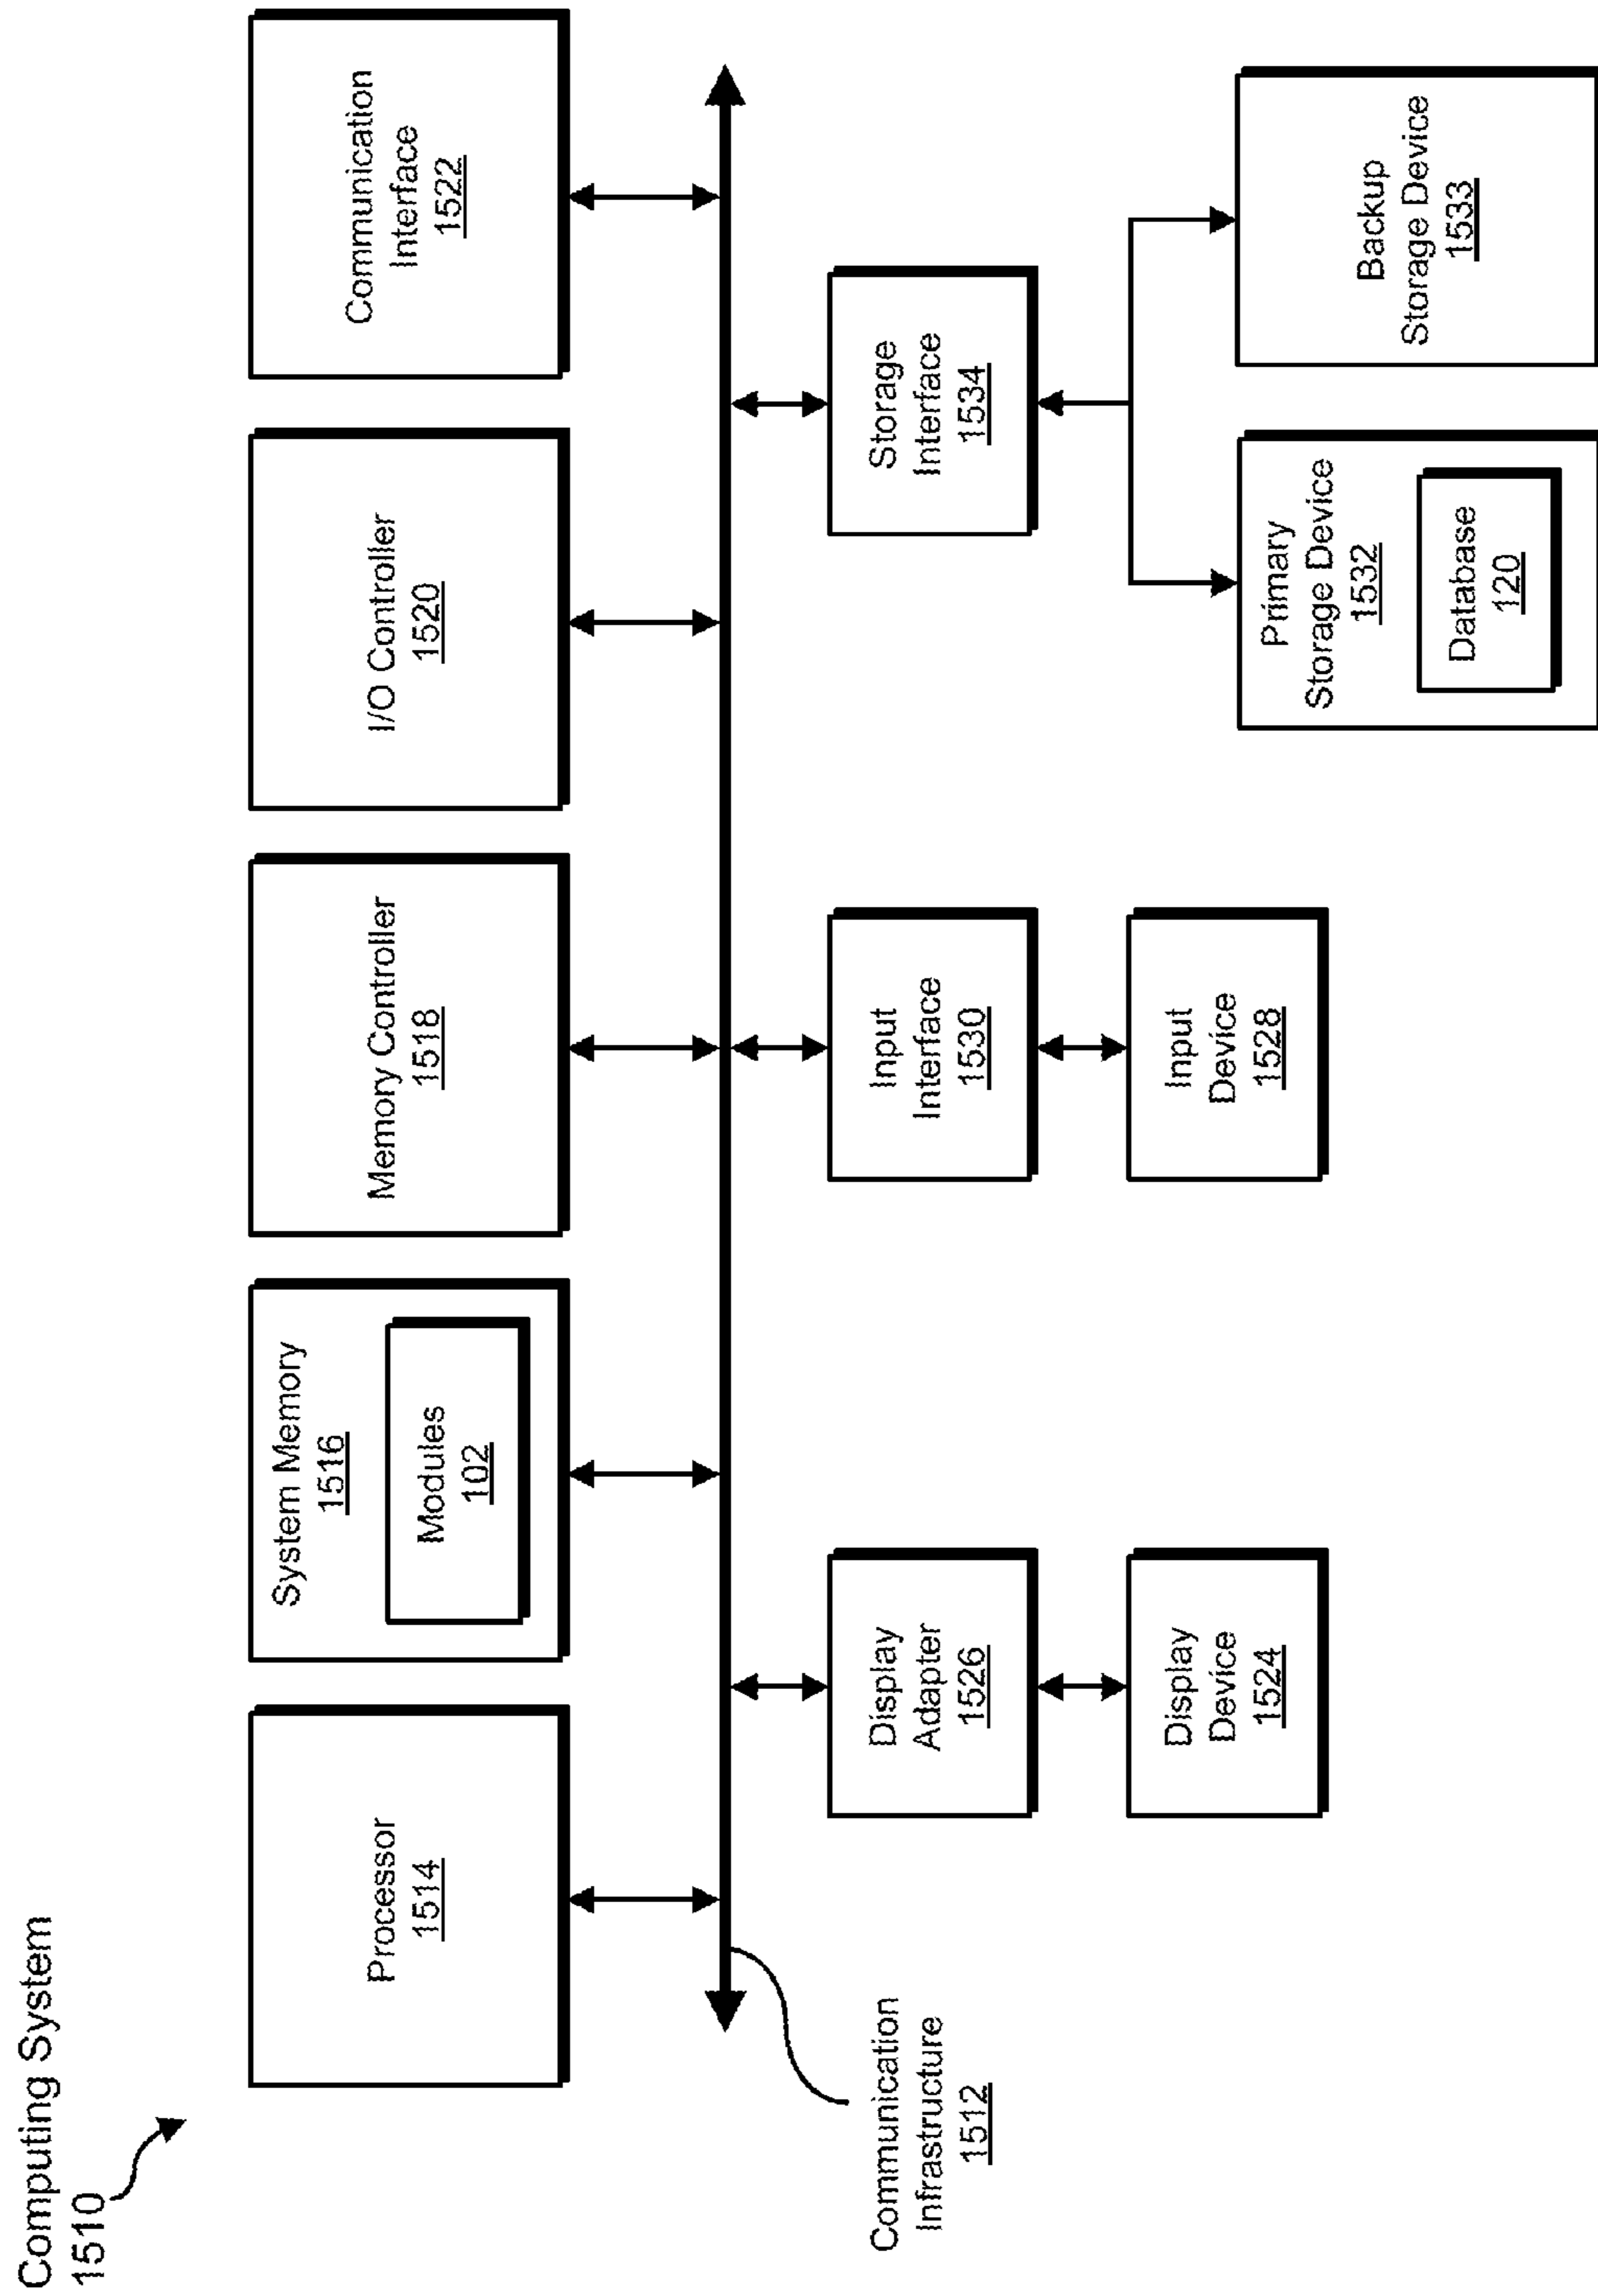 Computing System
1510
Processor
1514
System Memory
1516
Modules
102
Memory Controller
1518
I/O Controller
1520
Communication
Interface
1522
Communication
Infrastructure
1512
Display
Adapter
1526
Input
Interface
1530
Storage
Interface
1534
Display
Device
1524
Input
Device
1528
Primary
Storage Device
1532
Database
120
Backup
Storage Device
1533